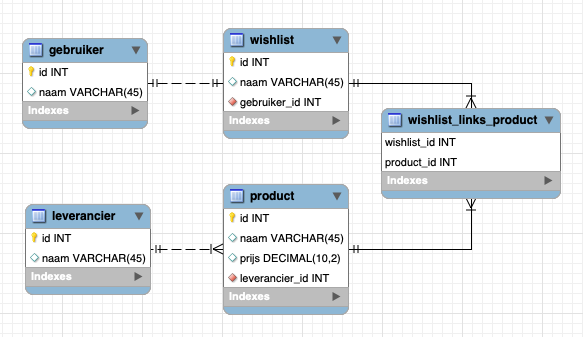 gebruiker
id INT
naam VARCHAR(45)
Indexes
wishlist
id INT
naam VARCHAR(45)
gebruiker_id INT
Indexes
wishlist_links_product
wishlist_id INT
product_id INT
Indexes
leverancier
id INT
naam VARCHAR(45)
Indexes
product
id INT
naam VARCHAR(45)
prijs DECIMAL(10,2)
leverancier_id INT
Indexes